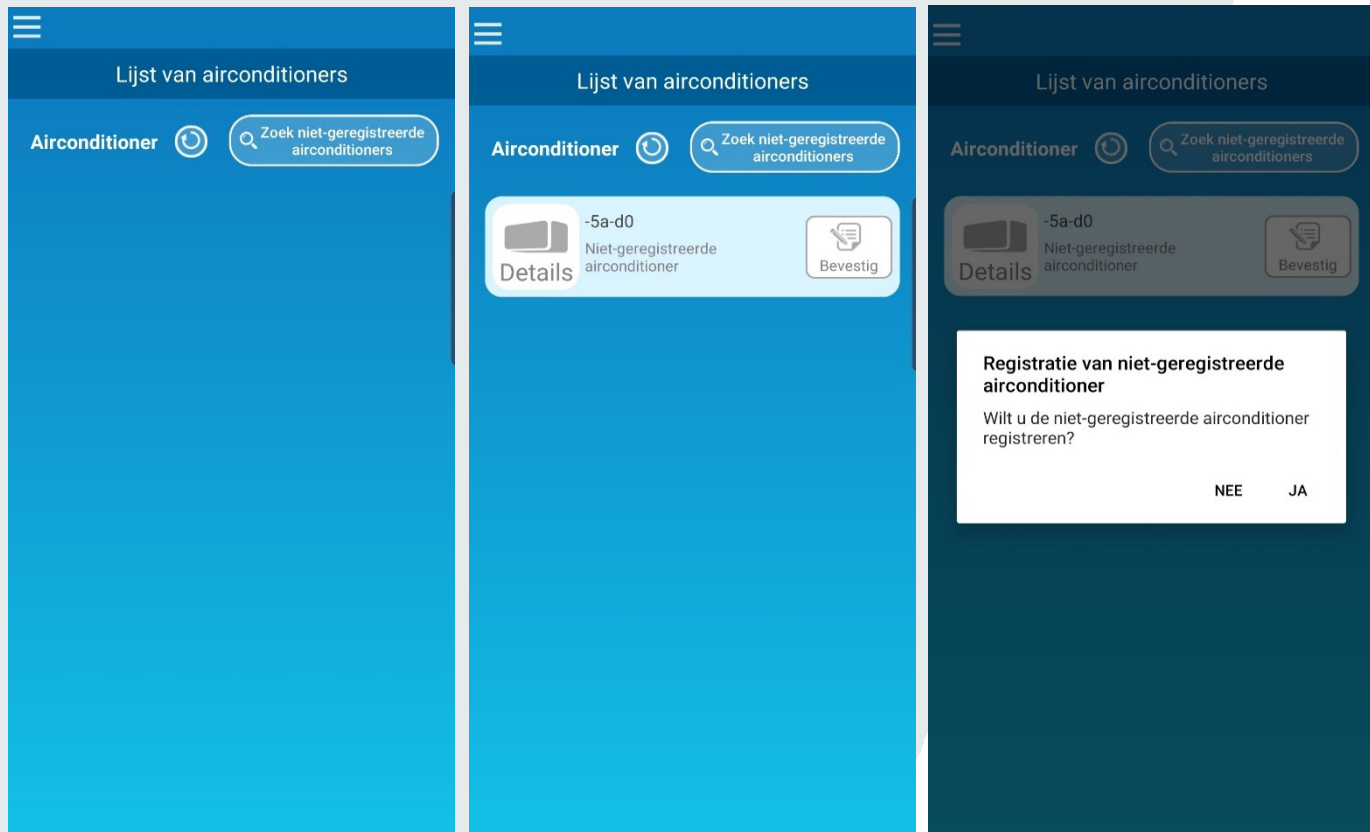 Lijst van airconditioners
Airconditioner
Zoek niet-geregistreerde
airconditioners
Lijst van airconditioners
Airconditioner
Zoek niet-geregistreerde
airconditioners
-5a-d0
Niet-geregistreerde
airconditioner
Details
Bevestig
Lijst van airconditioners
Airconditioner
Zoek niet-geregistreerde
airconditioners
-5a-d0
Niet-geregistreerde
airconditioner
Details
Bevestig
Registratie van niet-geregistreerde
airconditioner
Wilt u de niet-geregistreerde airconditioner
registreren?
NEE JA